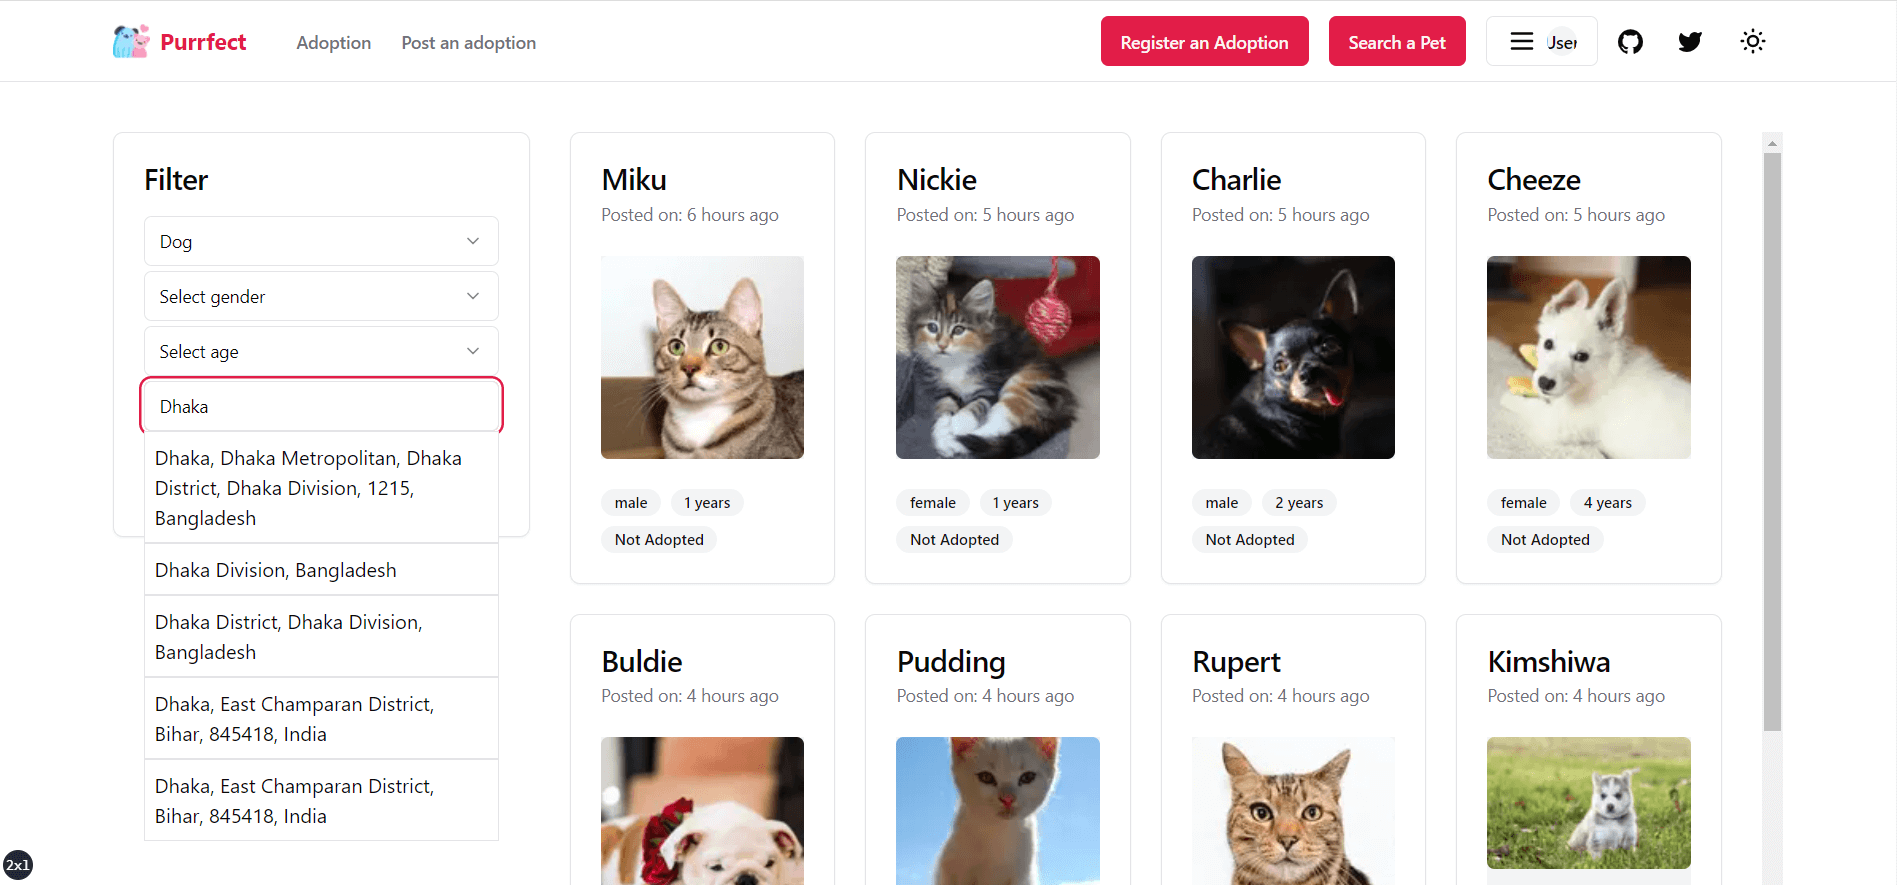 Purrfect
Adoption
Post an adoption
Register an Adoption
Search a Pet
User
Filter
Dog
Select gender
Select age
Dhaka
Dhaka, Dhaka Metropolitan, Dhaka
District, Dhaka Division, 1215,
Bangladesh
Dhaka Division, Bangladesh
Dhaka District, Dhaka Division,
Bangladesh
Dhaka, East Champaran District,
Bihar, 845418, India
Dhaka, East Champaran District,
Bihar, 845418, India
Miku
Posted on: 6 hours ago
male
1 years
Not Adopted
Nickie
Posted on: 5 hours ago
female
1 years
Not Adopted
Charlie
Posted on: 5 hours ago
male
2 years
Not Adopted
Cheeze
Posted on: 5 hours ago
female
4 years
Not Adopted
Buldie
Posted on: 4 hours ago
Pudding
Posted on: 4 hours ago
Rupert
Posted on: 4 hours ago
Kimshiwa
Posted on: 4 hours ago
2x1